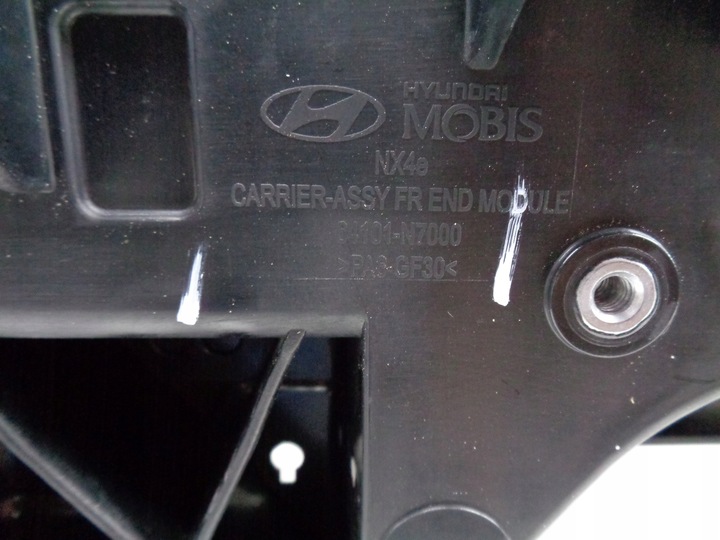 HYUNDAI
MOBIS
NX4e
CARRIER-ASSY FR END MODULE
>PA6-GF30<